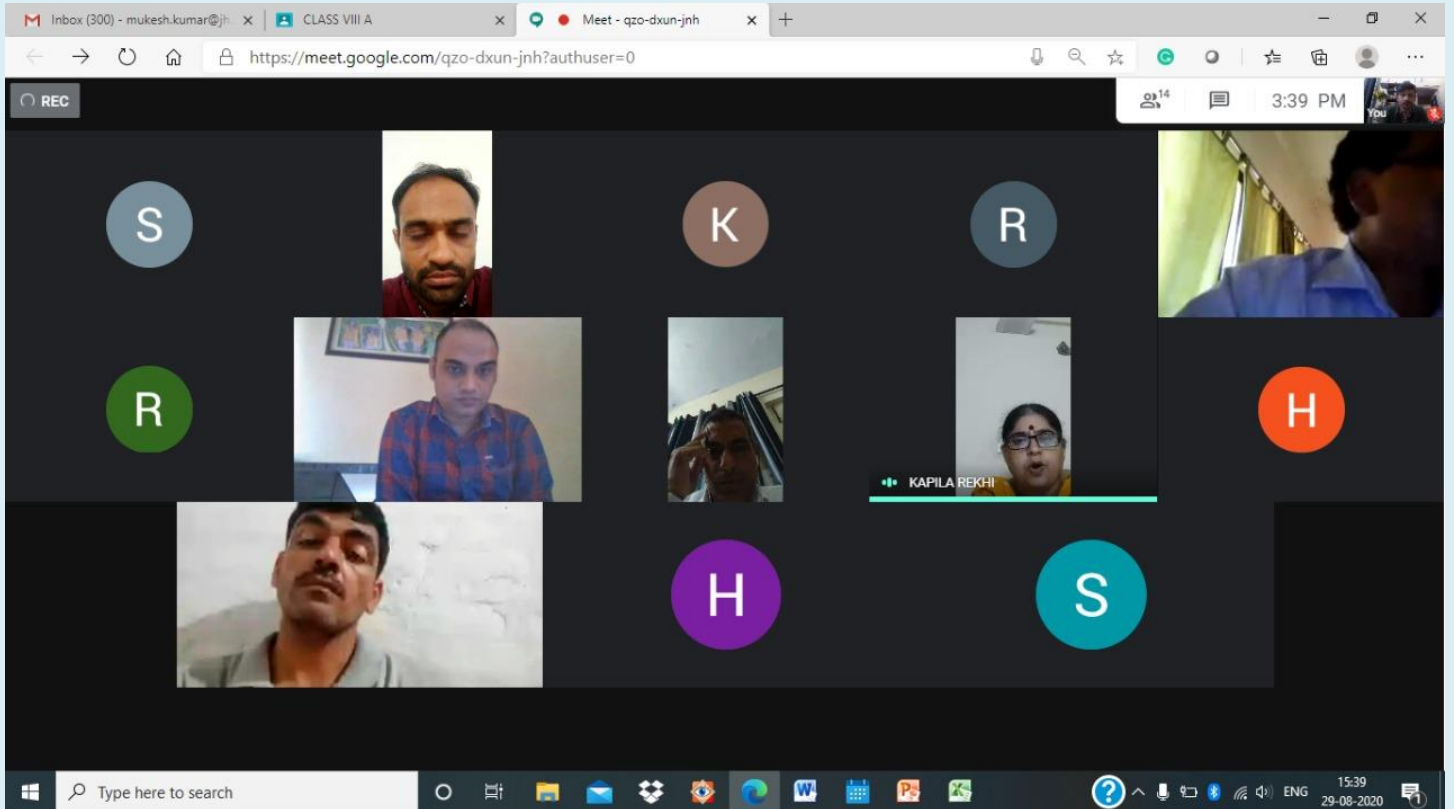 Inbox (300) - mukesh.kumar@jh
CLASS VIII A
Meet - qzo-dxun-jnh
https://meet.google.com/qzo-dxun-jnh?authuser=0
REC
14
3:39 PM
You
S
K
R
R
KAPILA REKHI
H
H
S
Type here to search
ENG
15:39
29-08-2020
1